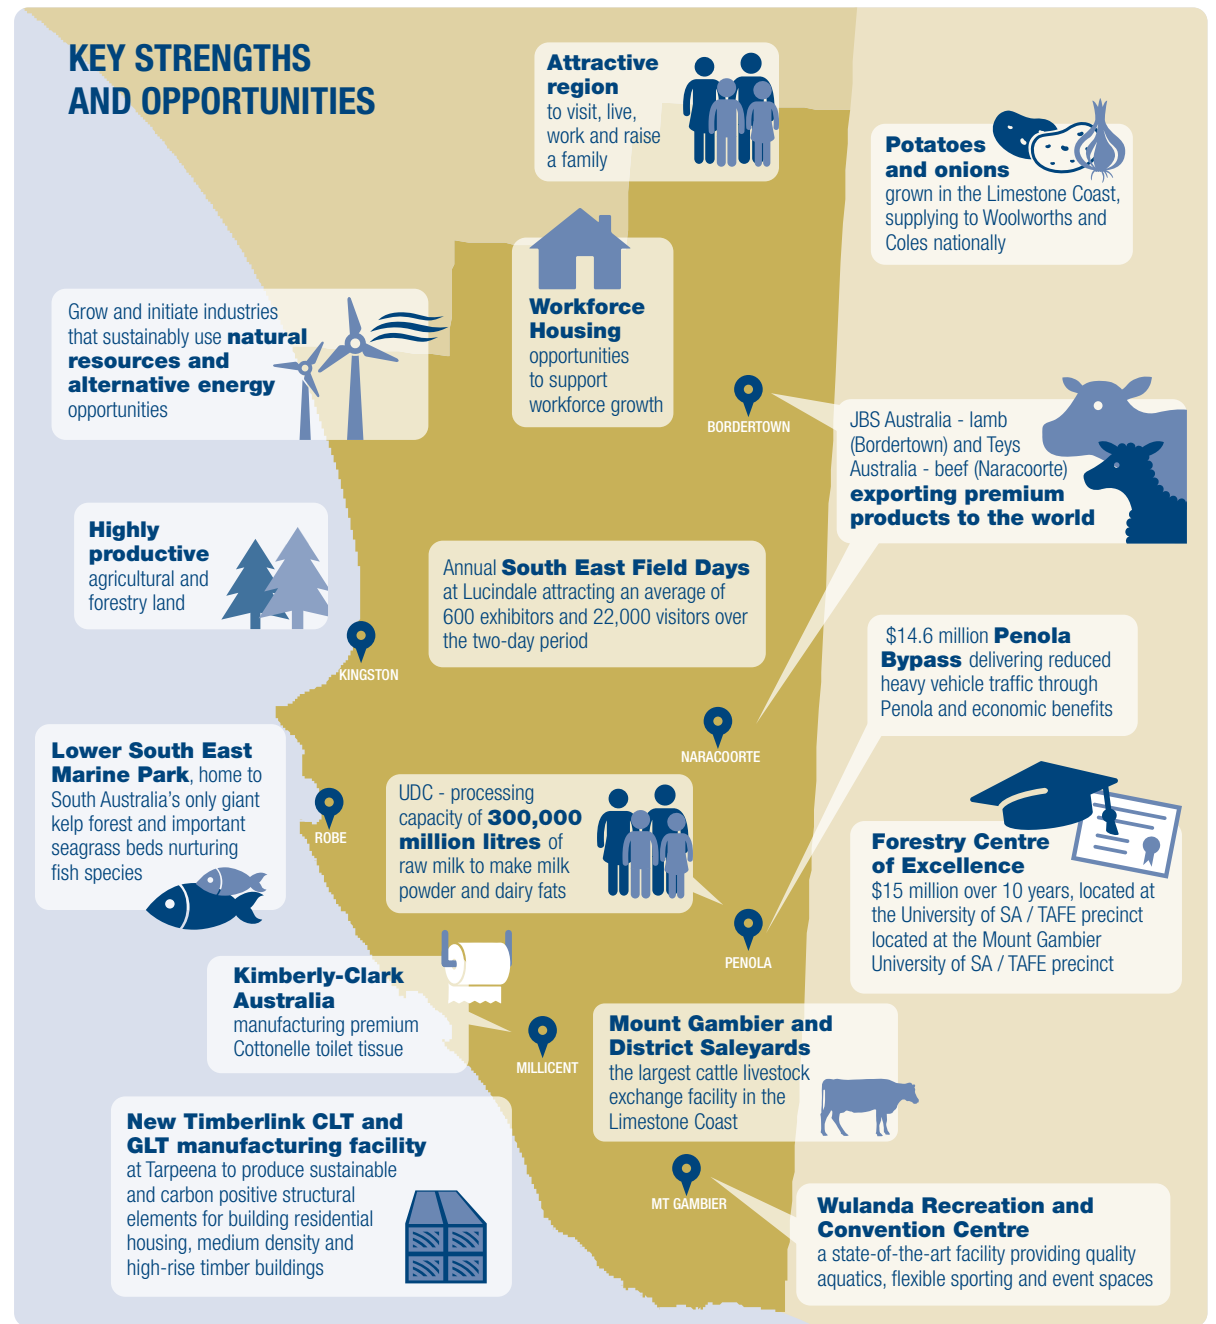 KEY STRENGTHS
AND OPPORTUNITIES
Attractive
region
to visit, live,
work and raise
a family
Potatoes
and onions
grown in the Limestone Coast,
supplying to Woolworths and
Coles nationally
Workforce
Housing
opportunities
to support
workforce growth
Grow and initiate industries
that sustainably use natural
resources and
alternative energy
opportunities
BORDERTOWN
JBS Australia - lamb
(Bordertown) and Teys
Australia - beef (Naracoorte)
exporting premium
products to the world
Highly
productive
agricultural and
forestry land
Annual South East Field Days
at Lucindale attracting an average of
600 exhibitors and 22,000 visitors over
the two-day period
KINGSTON
$14.6 million Penola
Bypass delivering reduced
heavy vehicle traffic through
Penola and economic benefits
NARACOORTE
Lower South East
Marine Park, home to
South Australia's only giant
kelp forest and important
seagrass beds nurturing
fish species
ROBE
UDC - processing
capacity of 300,000
million litres of
raw milk to make milk
powder and dairy fats
Forestry Centre
of Excellence
$15 million over 10 years, located at
the University of SA / TAFE precinct
located at the Mount Gambier
University of SA / TAFE precinct
PENOLA
Kimberly-Clark
Australia
manufacturing premium
Cottonelle toilet tissue
MILLICENT
Mount Gambier and
District Saleyards
the largest cattle livestock
exchange facility in the
Limestone Coast
New Timberlink CLT and
GLT manufacturing facility
at Tarpeena to produce sustainable
and carbon positive structural
elements for building residential
housing, medium density and
high-rise timber buildings
MT GAMBIER
Wulanda Recreation and
Convention Centre
a state-of-the-art facility providing quality
aquatics, flexible sporting and event spaces